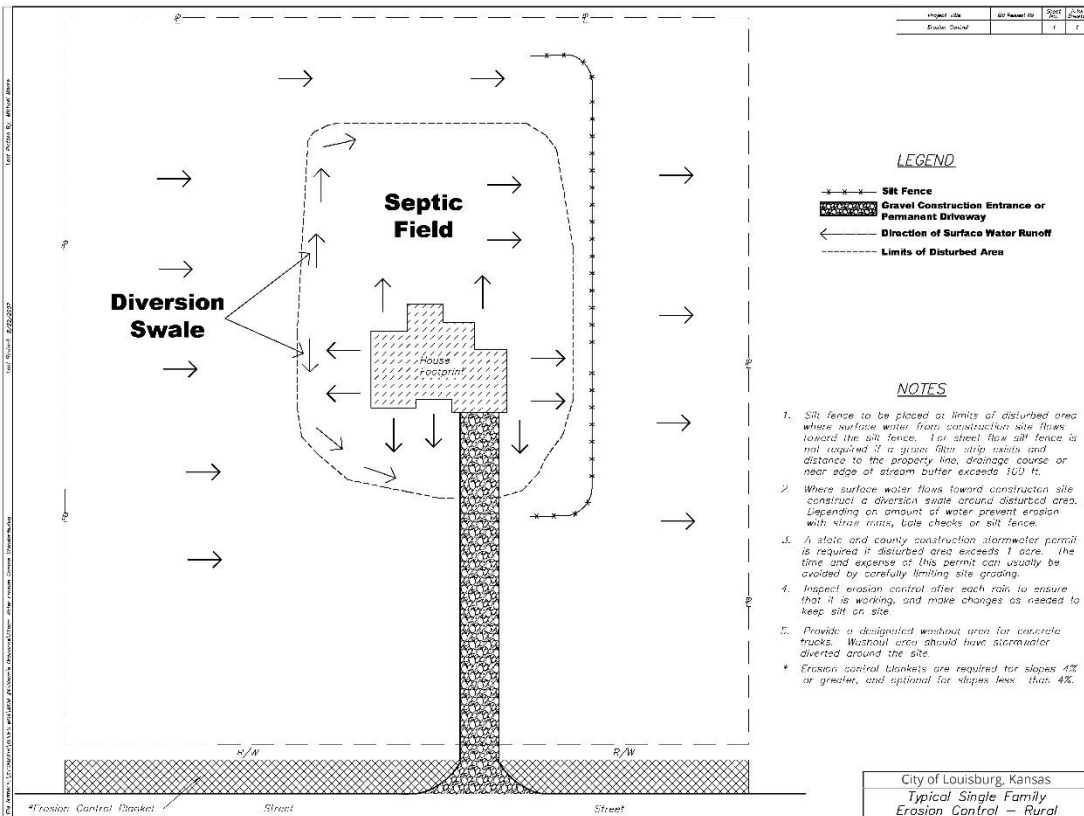 Project Title
Sheet No.
Erosion Control
1
LEGEND
Silt Fence
Gravel Construction Entrance or
Permanent Driveway
Direction of Surface Water Runoff
Limits of Disturbed Area
Septic
Field
Diversion
Swale
House
Footprint
NOTES
1. Silt fence to be placed at limits of disturbed area
where surface water from construction site flows
toward the silt fence. For sheet flow silt fence is
not required if a grass filter strip exists and
distance to the property line, drainage course or
near edge of stream buffer exceeds 100 ft.
2. Where surface water flows toward constructon site
construct a diversion swale around disturbed area.
Depending on amount of water prevent erosion
with straw mats, bale checks or silt fence.
3. A state and county construction stormwater permit
is required if disturbed area exceeds 1 acre. The
time and expense of this permit can usually be
avoided by carefully limiting site grading.
4. Inspect erosion control after each rain to ensure
that it is working, and make changes as needed to
keep silt on site.
5. Provide a designated washout area for concrete
trucks. Washout area should have stormwater
diverted around the site.
* Erosion control blankets are required for slopes 4%
or greater, and optional for slopes less than 4%.
R/W
R/W
*Erosion Control Blanket
Street
Street
City of Louisburg, Kansas
Typical Single Family
Erosion Control – Rural